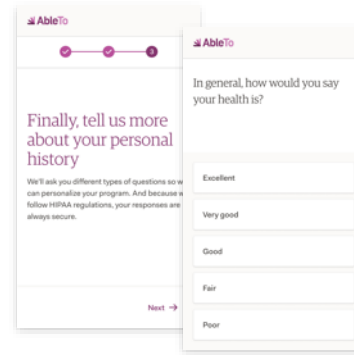 AbleTo
3
Finally, tell us more
about your personal
history
We'll ask you different types of questions so w
can personalize your program. And because w
follow HIPAA regulations, your responses are
always secure.
Next →
AbleTo
In general, how would you say
your health is?
Excellent
Very good
Good
Fair
Poor